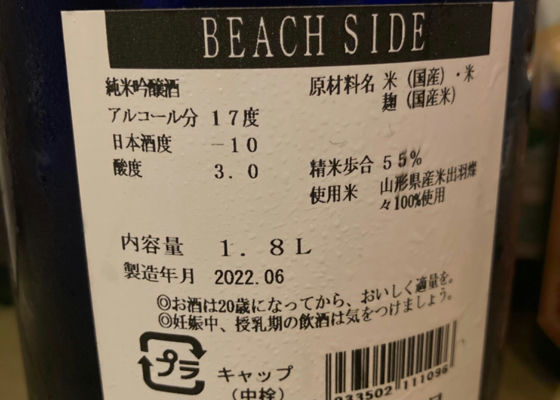 BEACH SIDE
純米吟醸酒
アルコール分 17度
日本酒度 -10
酸度 3.0
原材料名 米(国産)・米
麹(国産米)
精米歩合 55%
使用米 山形県産米出羽燦
々100%使用
内容量 1.8L
製造年月 2022.06
◎お酒は20歳になってから、おいしく適量を。
◎妊娠中、授乳期の飲酒は気をつけましょう。
プラ
キャップ
(中栓)
333502 111096